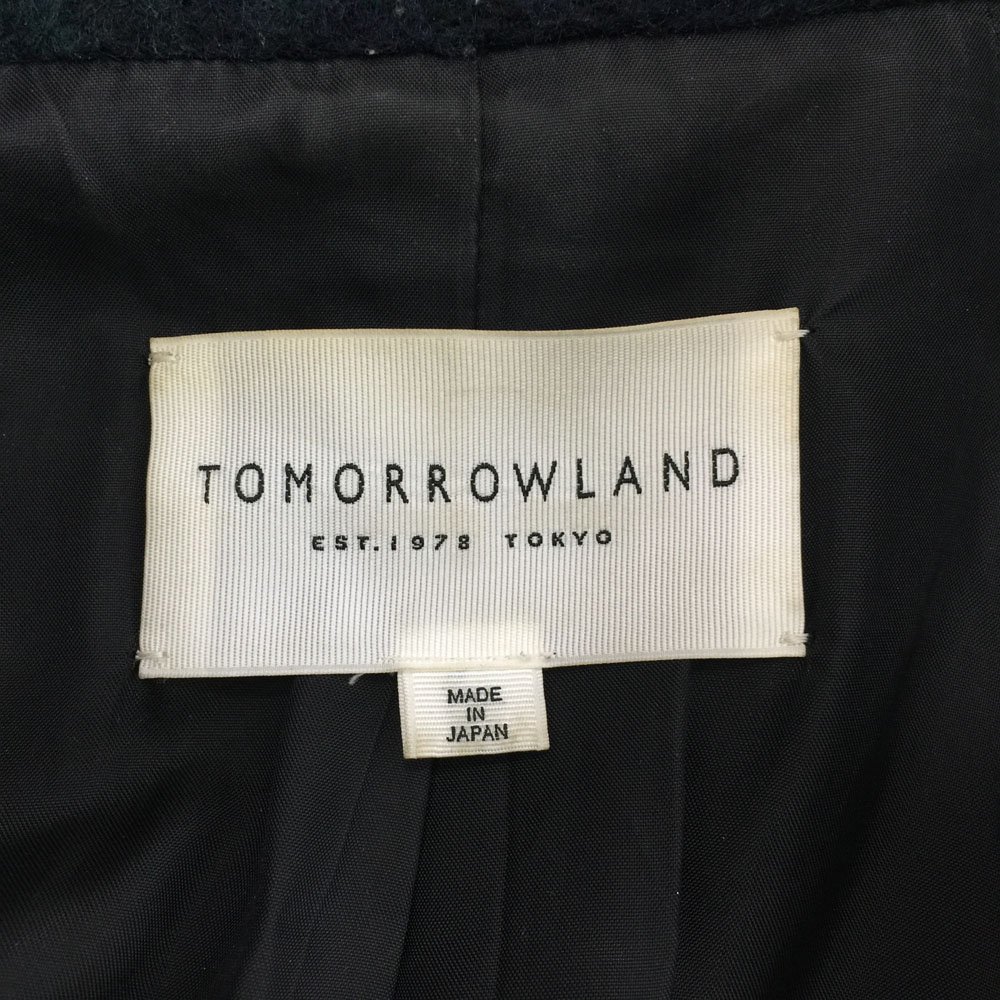 TOMORROWLAND
EST.1978 TOKYO
MADE
IN
JAPAN